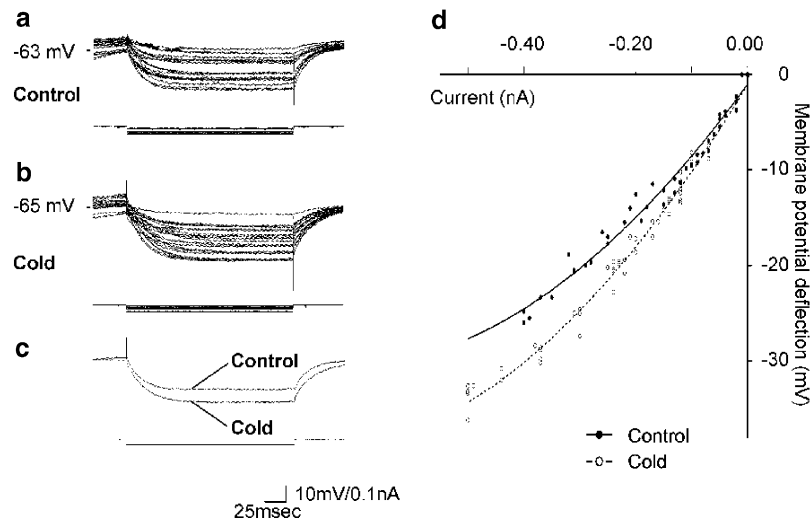 a
-63 mV
Control
b
-65 mV
Cold
c
Control
Cold
10mV/0.1nA
25msec
d
-0.40
-0.20
0.00
Current (nA)
0
-10
-20
-30
Membrane potential deflection (mV)
Control
Cold